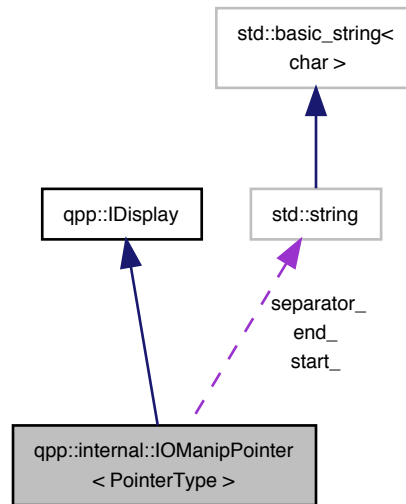 std::basic_string<
char >
qpp::IDisplay
std::string
separator_
end_
start_
qpp::internal::IOManipPointer
< PointerType >